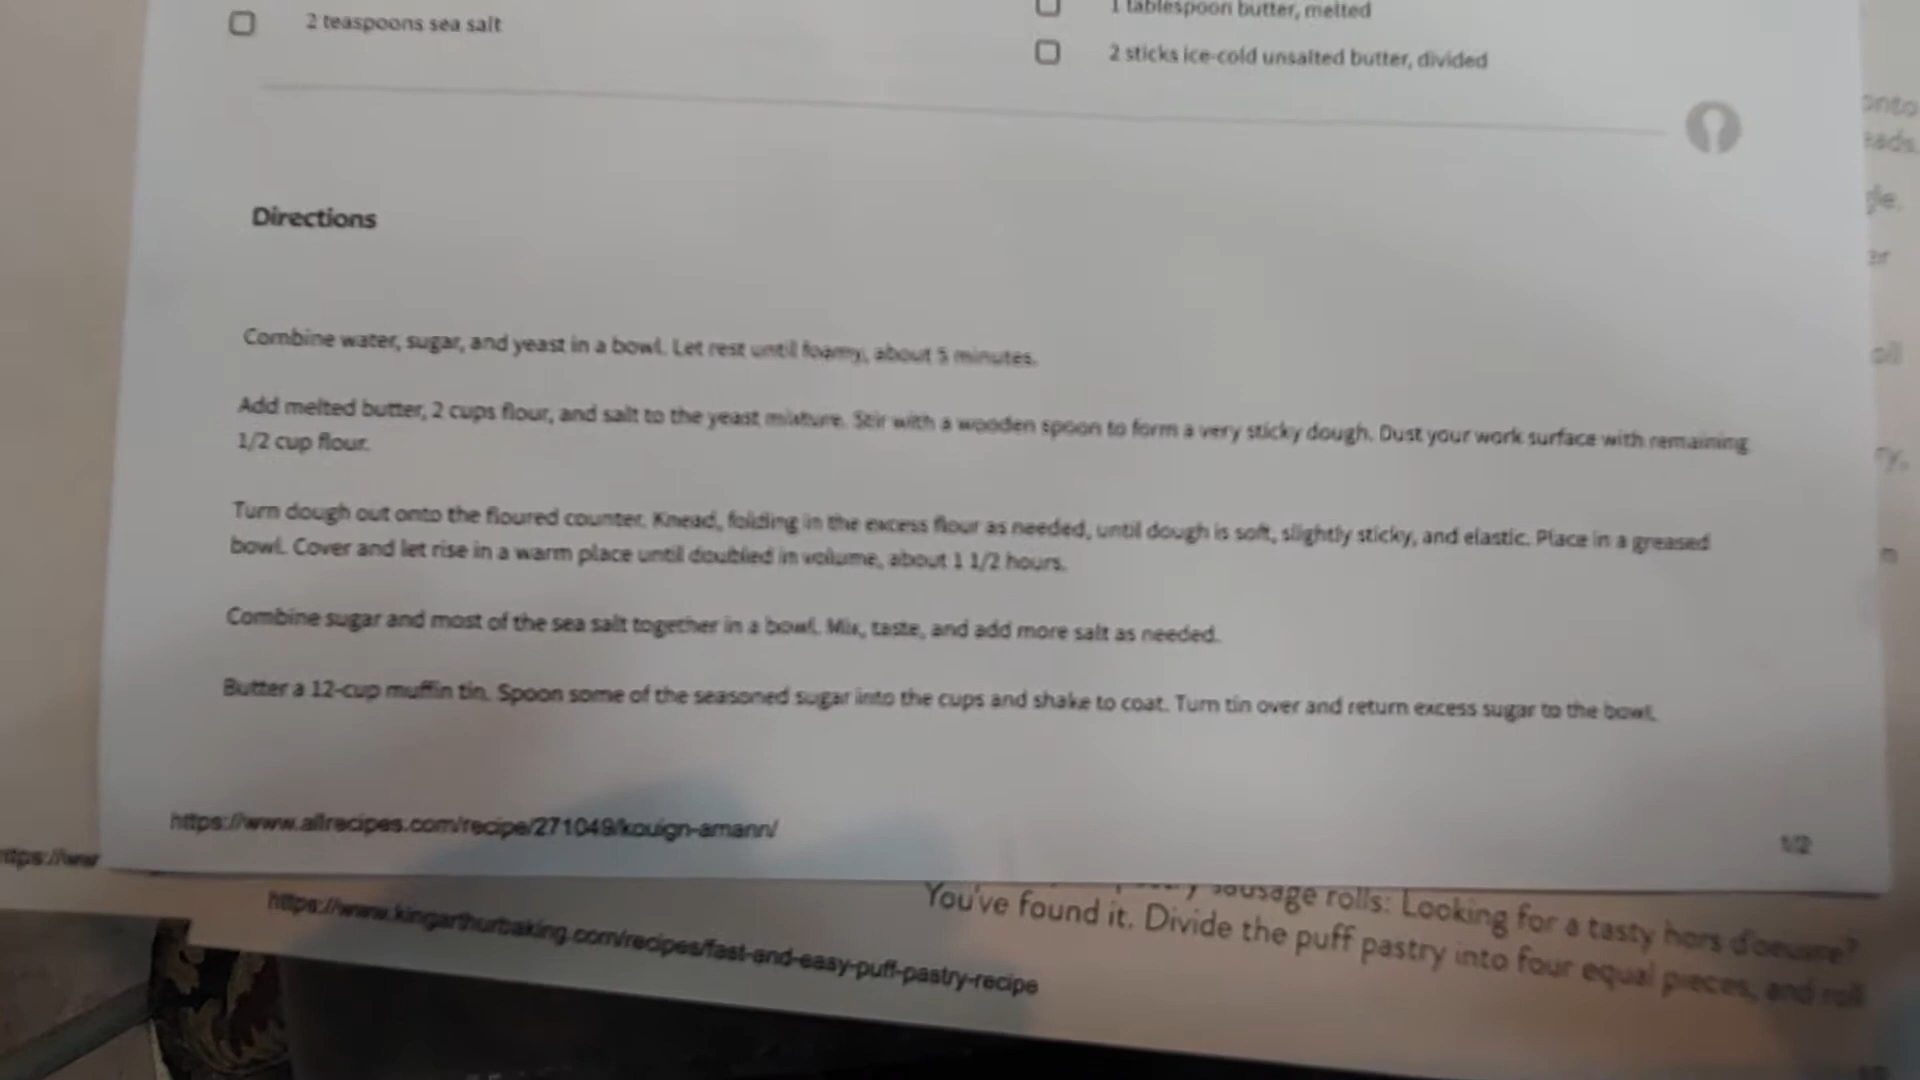 2 teaspoons sea salt
1 tablespoon butter, melted
2 sticks ice-cold unsalted butter, divided
Directions
Combine water, sugar, and yeast in a bowl. Let rest until foamy, about 5 minutes.
Add melted butter, 2 cups flour, and salt to the yeast mixture. Stir with a wooden spoon to form a very sticky dough. Dust your work surface with remaining
1/2 cup flour.
Turn dough out onto the floured counter. Knead, folding in the excess flour as needed, until dough is soft, slightly sticky, and elastic. Place in a greased
bowl. Cover and let rise in a warm place until doubled in volume, about 1 1/2 hours.
Combine sugar and most of the sea salt together in a bowl. Mix, taste, and add more salt as needed.
Butter a 12-cup muffin tin. Spoon some of the seasoned sugar into the cups and shake to coat. Turn tin over and return excess sugar to the bowl.
https://www.allrecipes.com/recipe/271049/kouign-amann/
1/2
https://www.kingarthurbaking.com/recipes/fast-and-easy-puff-pastry-recipe
sausage rolls: Looking for a tasty hors d'oeuvre?
You've found it. Divide the puff pastry into four equal pieces, and roll
onto